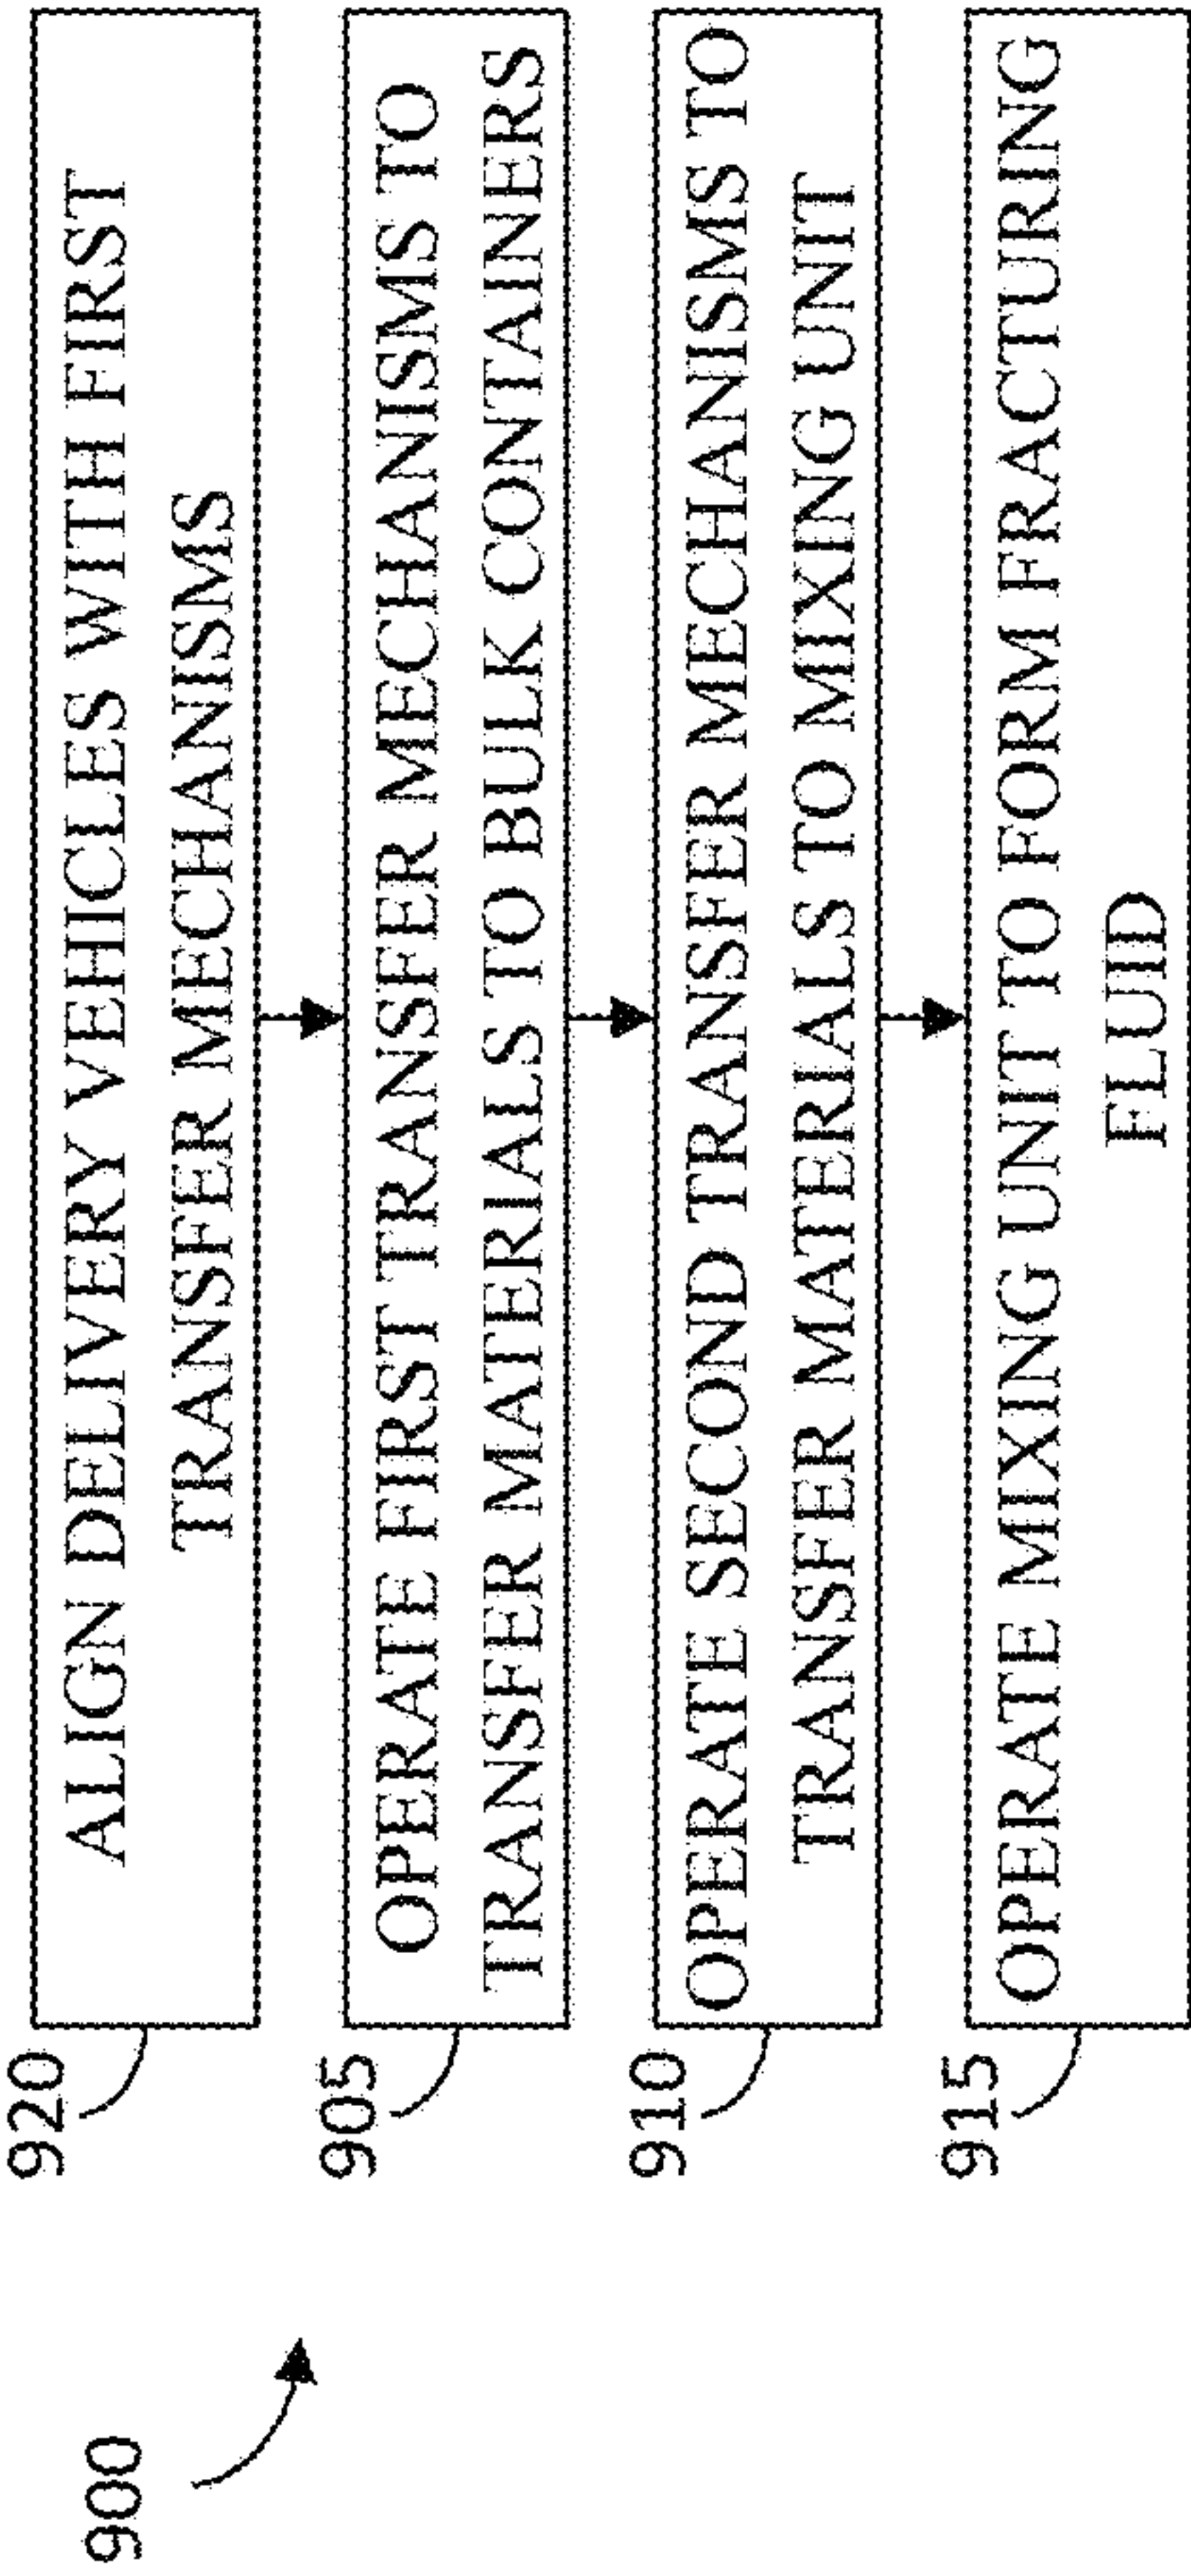 900
920
ALIGN DELIVERY VEHICLES WITH FIRST
TRANSFER MECHANISMS
905
OPERATE FIRST TRANSFER MECHANISMS TO
TRANSFER MATERIALS TO BULK CONTAINERS
910
OPERATE SECOND TRANSFER MECHANISMS TO
TRANSFER MATERIALS TO MIXING UNIT
915
OPERATE MIXING UNIT TO FORM FRACTURING
FLUID